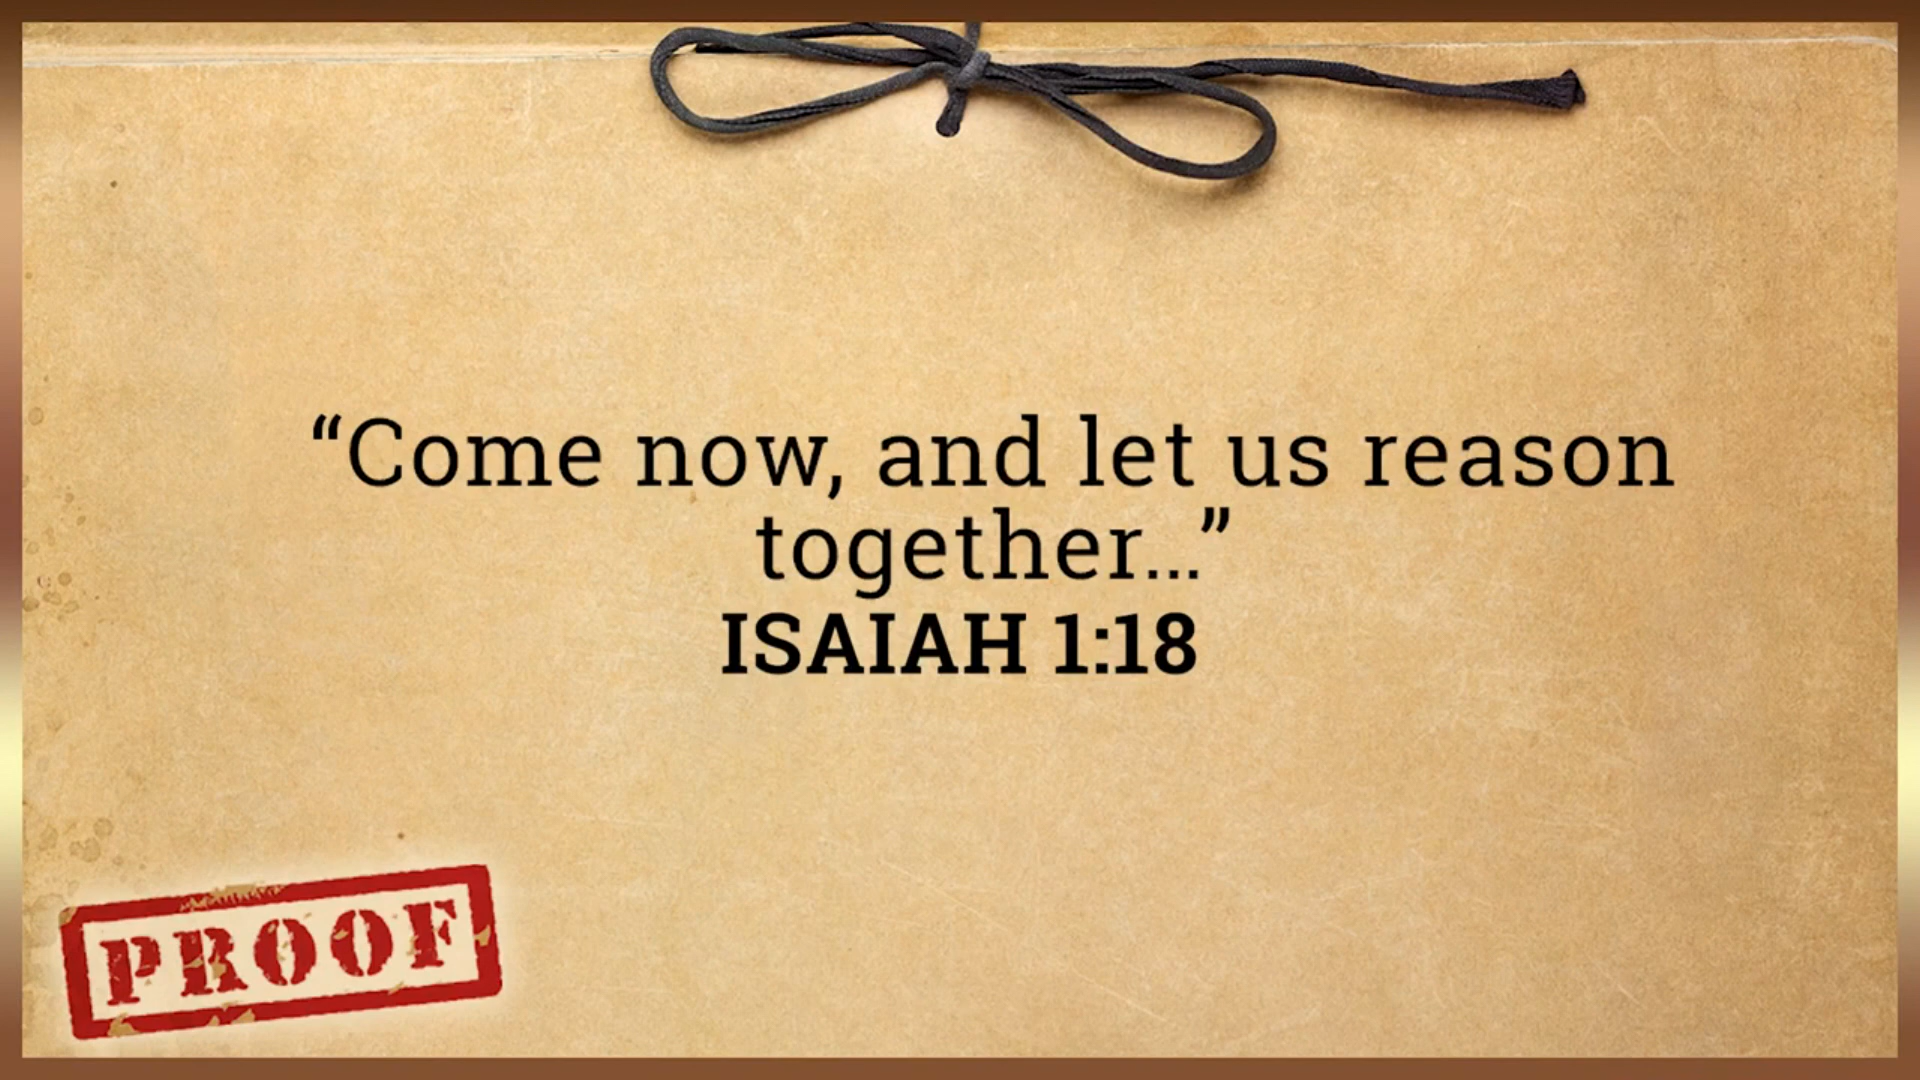 “Come now, and let us reason
together...”
ISAIAH 1:18
PROOF